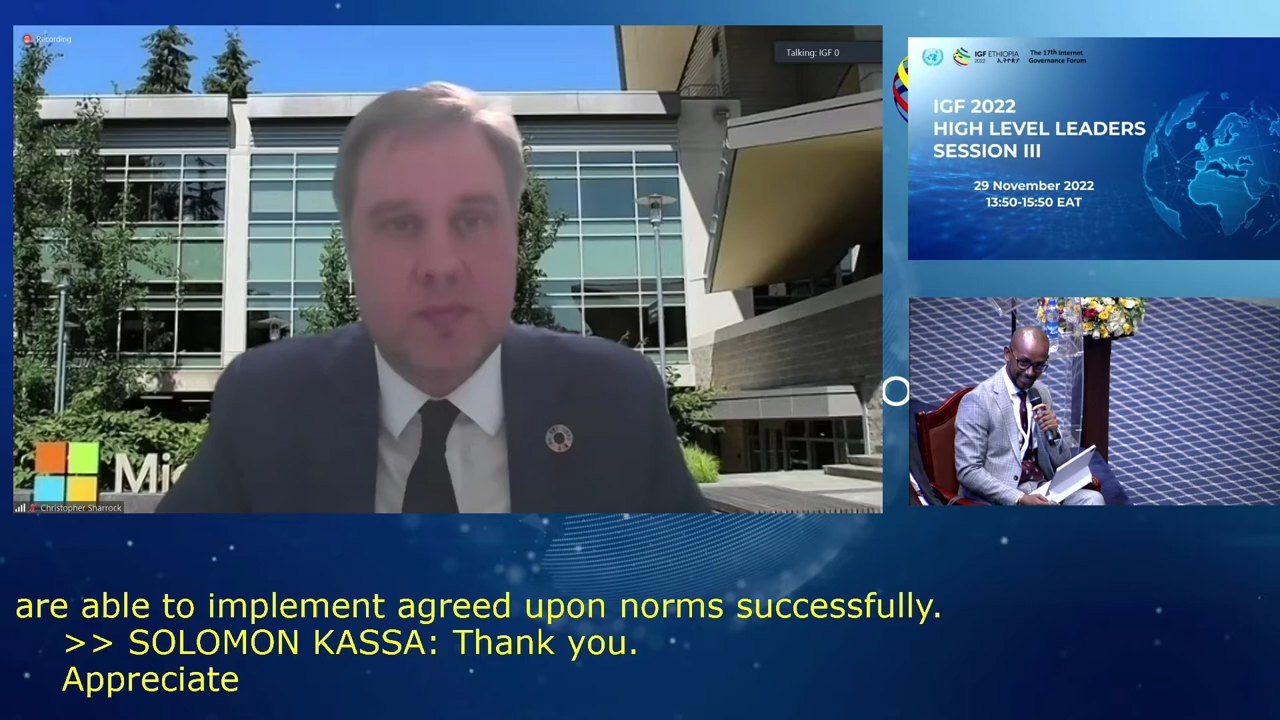 Recording
Talking: IGF 0
Christopher Sharrock
IGF ETHIOPIA
2022 ኢትዮጵያ
The 17th Internet
Governance Forum
IGF 2022
HIGH LEVEL LEADERS
SESSION III
29 November 2022
13:50-15:50 EAT
are able to implement agreed upon norms successfully.
>> SOLOMON KASSA: Thank you.
Appreciate